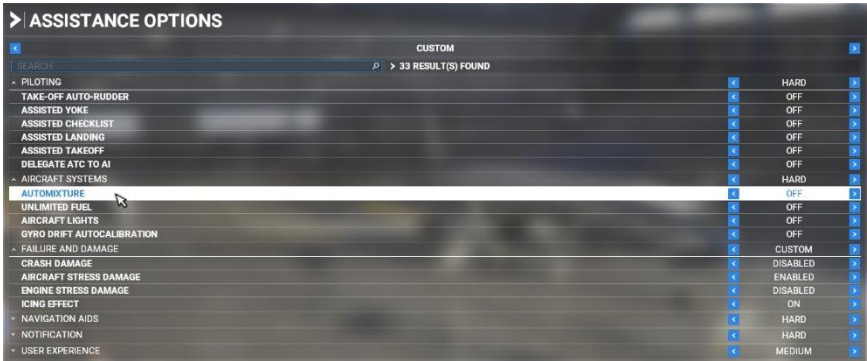 ASSISTANCE OPTIONS
CUSTOM
SEARCH > 33 RESULT(S) FOUND
PILOTING HARD
TAKE-OFF AUTO-RUDDER OFF
ASSISTED YOKE OFF
ASSISTED CHECKLIST OFF
ASSISTED LANDING OFF
ASSISTED TAKEOFF OFF
DELEGATE ATC TO AI OFF
AIRCRAFT SYSTEMS HARD
AUTOMIXTURE OFF
UNLIMITED FUEL OFF
AIRCRAFT LIGHTS OFF
GYRO DRIFT AUTOCALIBRATION OFF
FAILURE AND DAMAGE CUSTOM
CRASH DAMAGE DISABLED
AIRCRAFT STRESS DAMAGE ENABLED
ENGINE STRESS DAMAGE DISABLED
ICING EFFECT ON
NAVIGATION AIDS HARD
NOTIFICATION HARD
USER EXPERIENCE MEDIUM